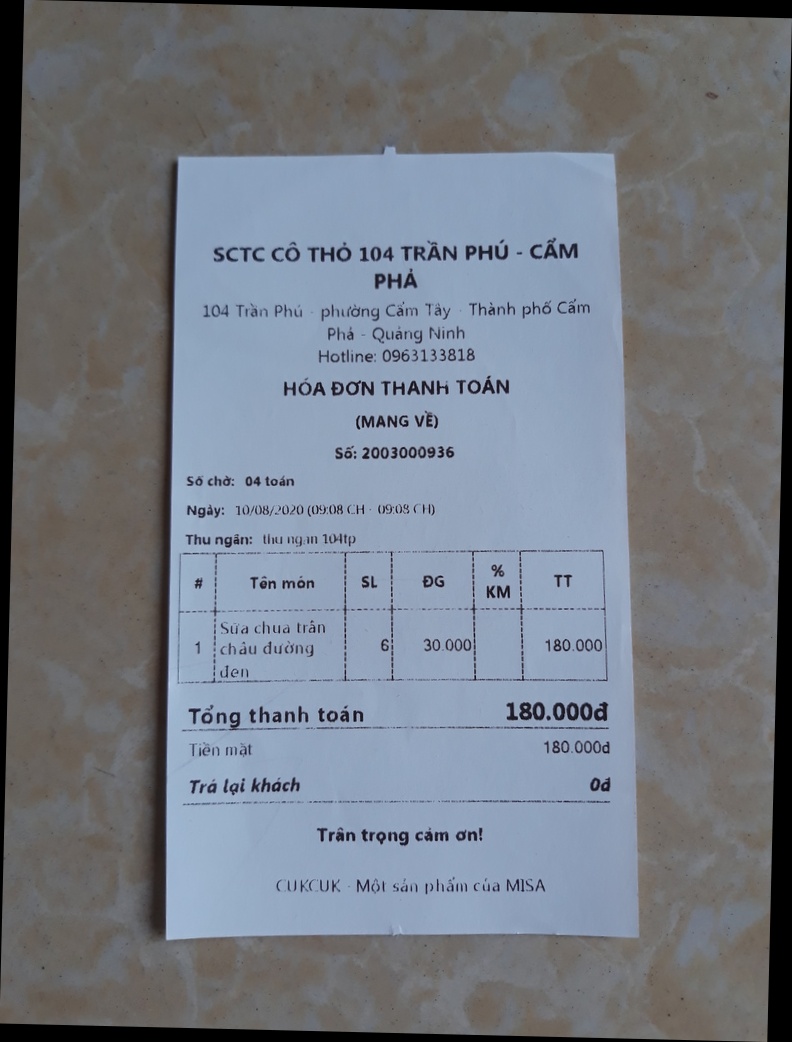 SCTC CÔ THỎ 104 TRẦN PHÚ - CẨM
PHẢ
104 Trần Phú - phường Cẩm Tây - Thành phố Cẩm
Phả - Quảng Ninh
Hotline: 0963133818
HÓA ĐƠN THANH TOÁN
(MANG VỀ)
Số: 2003000936
Số chờ: 04 toán
Ngày: 10/08/2020 (09:08 CH - 09:08 CH)
Thu ngân: thu ngan 104tp
# Tên món SL ĐG % KM TT
1 Sữa chua trân châu đường đen 6 30.000 180.000
Tổng thanh toán 180.000đ
Tiền mặt 180.000đ
Trả lại khách 0đ
Trân trọng cảm ơn!
CUKCUK - Một sản phẩm của MISA